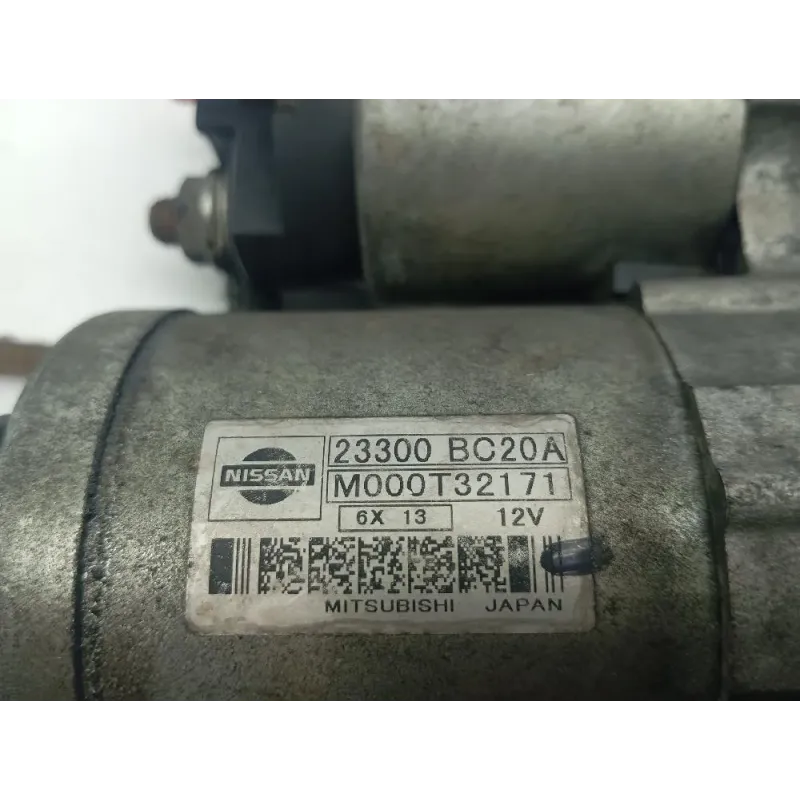 NISSAN
23300 BC20A
M000T32171
6X 13 12V
MITSUBISHI JAPAN